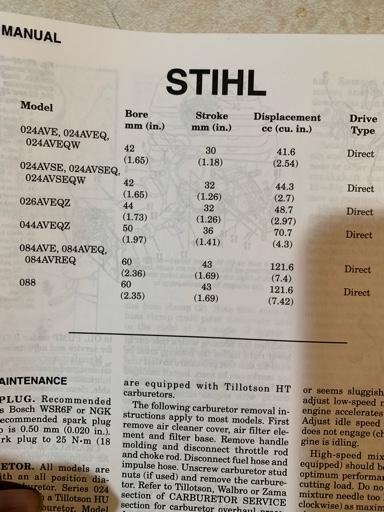 MANUAL
STIHL
Model Bore mm (in.) Stroke mm (in.) Displacement cc (cu. in.) Drive Type
024AVE, 024AVEQ,
024AVEQW 42 30 41.6 Direct
(1.65) (1.18) (2.54)
024AVSE, 024AVSEQ,
024AVSEQW 42 32 44.3 Direct
(1.65) (1.26) (2.7)
026AVEQZ 44 32 48.7 Direct
(1.73) (1.26) (2.97)
044AVEQZ 50 36 70.7 Direct
(1.97) (1.41) (4.3)
084AVE, 084AVEQ,
084AVREQ 60 43 121.6 Direct
(2.36) (1.69) (7.4)
088 60 43 121.6 Direct
(2.35) (1.69) (7.42)
AINTENANCE
PLUG. Recommended
s Bosch WSR6F or NGK
ecommended spark plug
is 0.50 mm (0.020 in.).
rk plug to 25 N·m (18
ETOR. All models are
ith an all position dia-
buretor. Series 024
a Tillotson HU
buretor. Model
are equipped with Tillotson HT
carburetors.
The following carburetor removal in-
structions apply to most models. First
remove air cleaner cover, air filter ele-
ment and filter base. Remove handle
molding and disconnect throttle rod
and choke rod. Disconnect fuel hose and
impulse hose. Unscrew carburetor stud
nuts (if used) and remove the carbure-
tor. Refer to Tillotson, Walbro or Zama
section of CARBURETOR SERVICE
section for carburetor overhaul
or seems sluggish
adjust low-speed
engine accelerates
Adjust idle speed
does not engage
gine is idling.
High-speed mix
equipped) should b
optimum performan
cutting load. Do no
mixture needle too
clockwise) as maxim